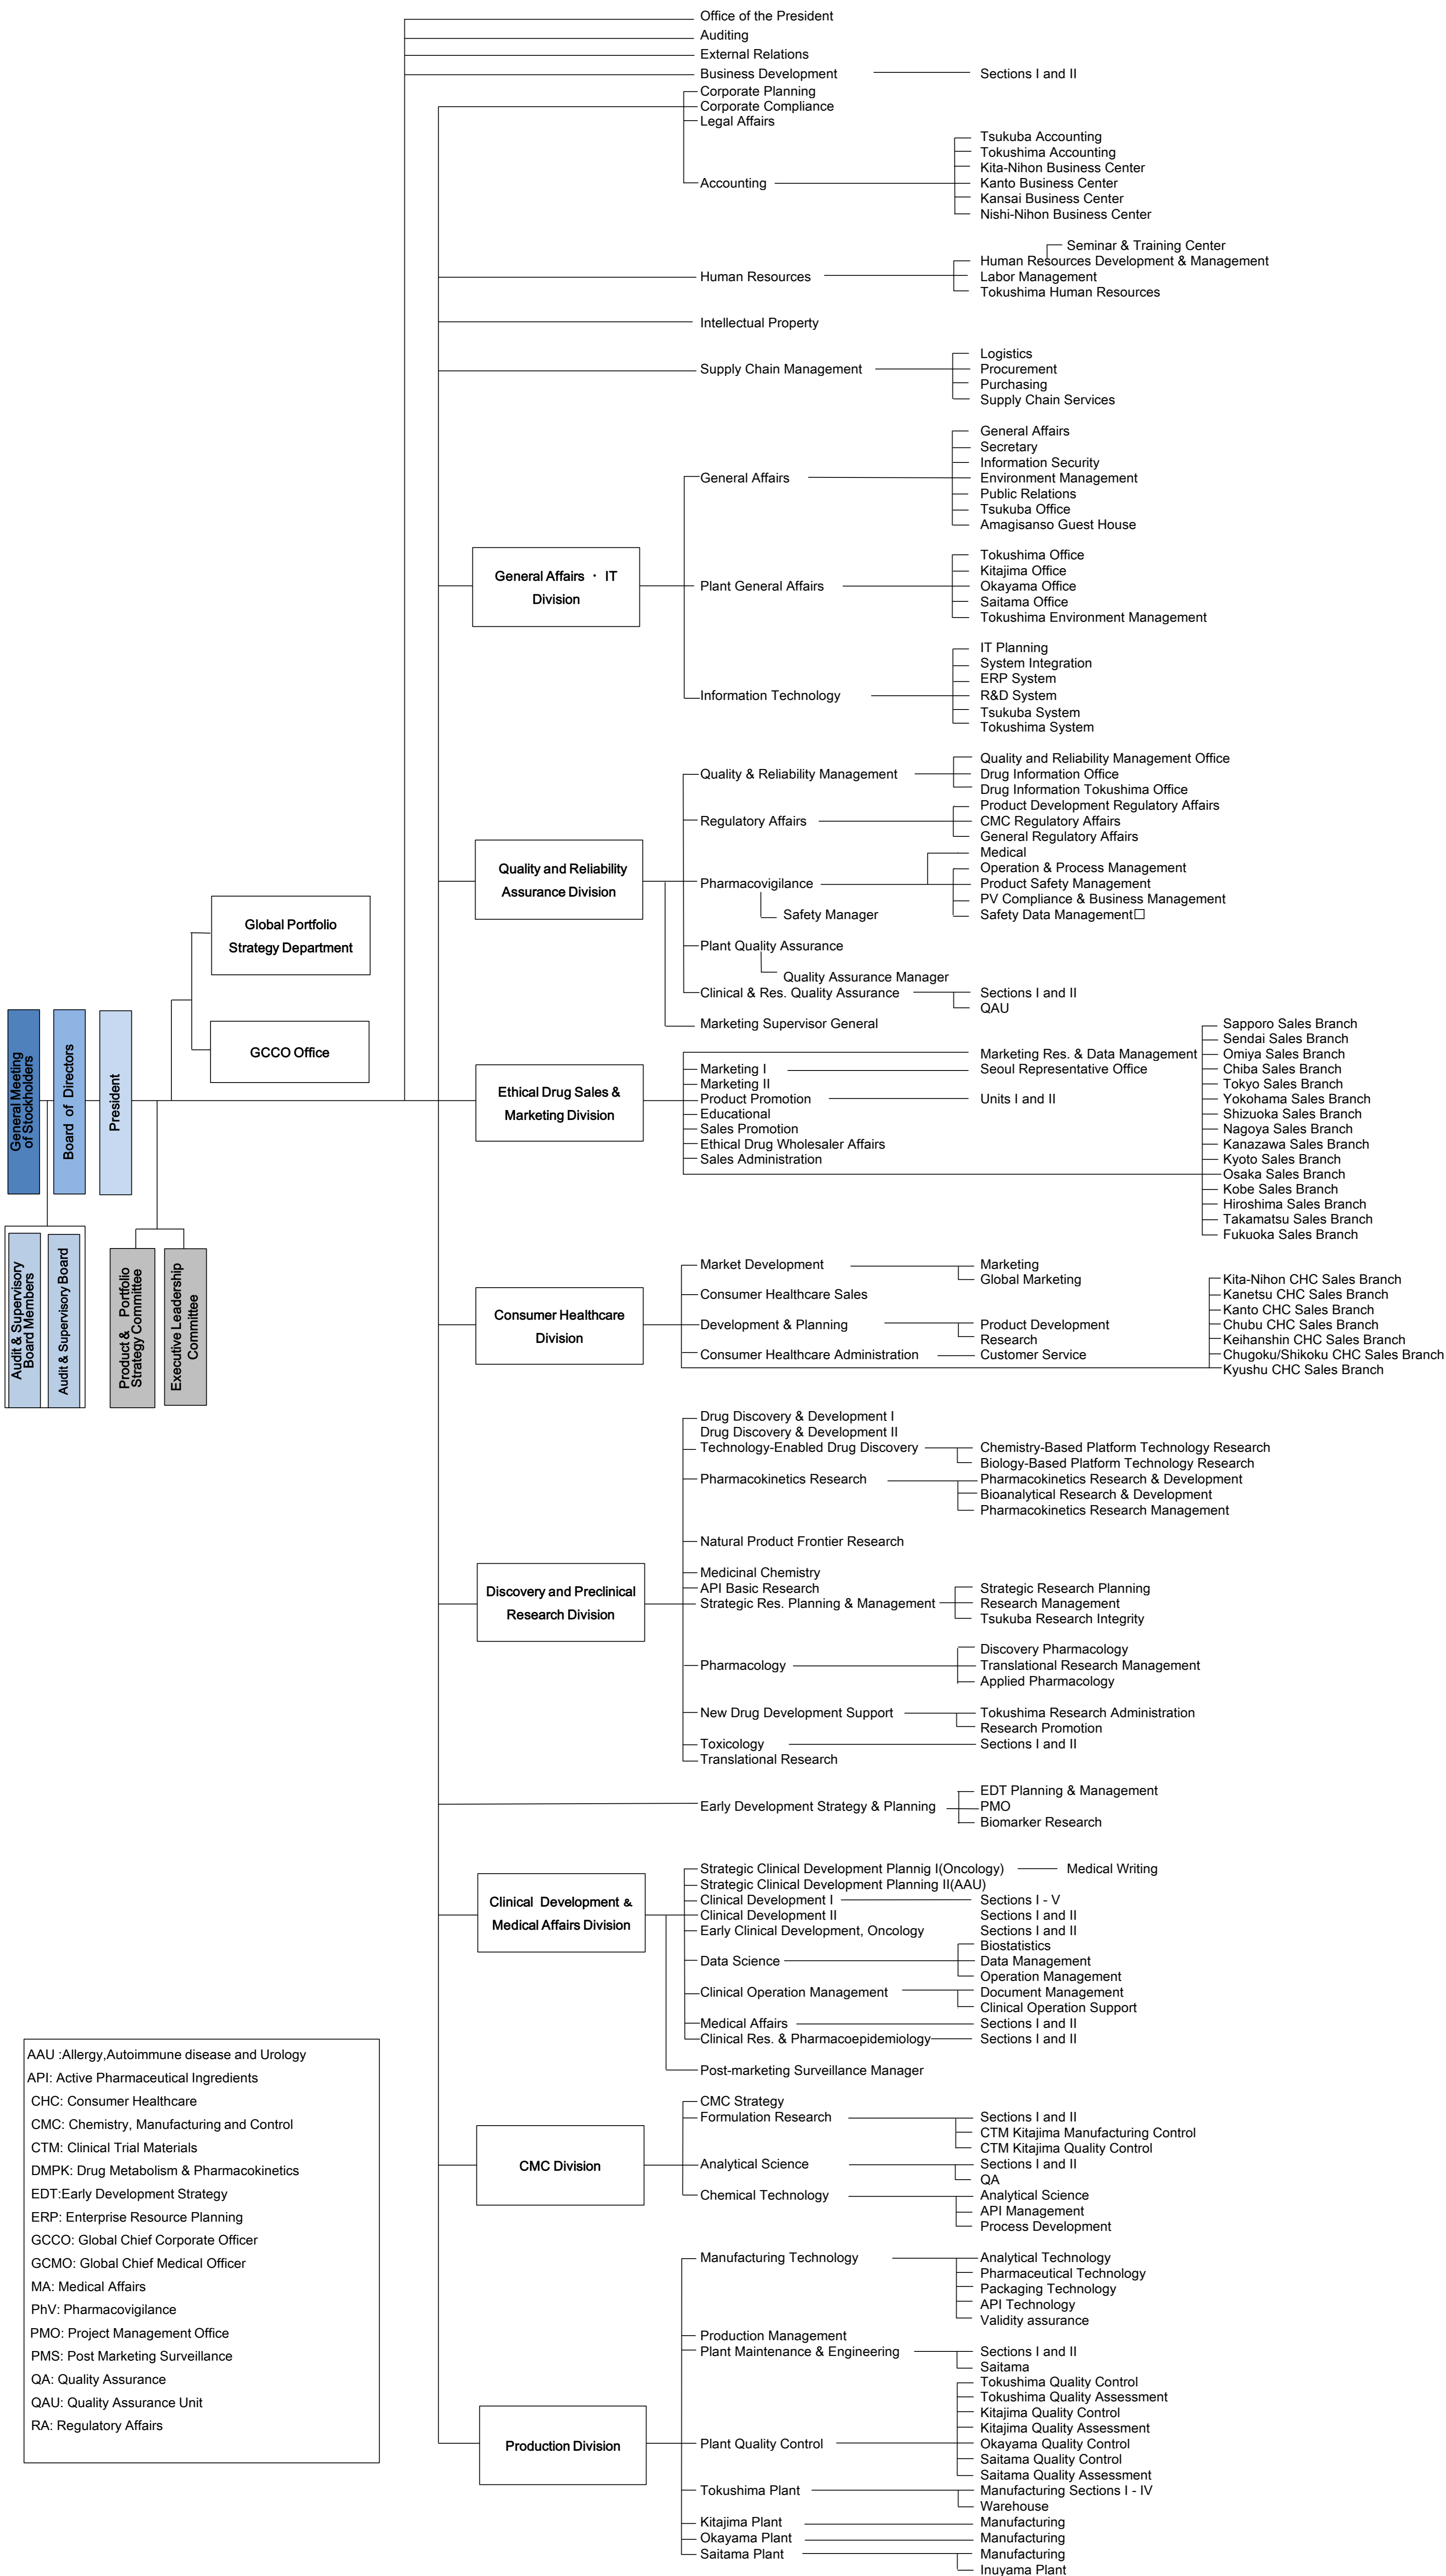 Office of the President
Auditing
External Relations
Business Development
Sections I and II
Corporate Planning
Corporate Compliance
Legal Affairs
Accounting
Tsukuba Accounting
Tokushima Accounting
Kita-Nihon Business Center
Kanto Business Center
Kansai Business Center
Nishi-Nihon Business Center
Human Resources
Seminar & Training Center
Human Resources Development & Management
Labor Management
Tokushima Human Resources
Intellectual Property
Supply Chain Management
Logistics
Procurement
Purchasing
Supply Chain Services
General Affairs ・ IT
Division
General Affairs
General Affairs
Secretary
Information Security
Environment Management
Public Relations
Tsukuba Office
Amagisanso Guest House
Plant General Affairs
Tokushima Office
Kitajima Office
Okayama Office
Saitama Office
Tokushima Environment Management
Information Technology
IT Planning
System Integration
ERP System
R&D System
Tsukuba System
Tokushima System
Quality and Reliability
Assurance Division
Quality & Reliability Management
Quality and Reliability Management Office
Drug Information Office
Drug Information Tokushima Office
Regulatory Affairs
Product Development Regulatory Affairs
CMC Regulatory Affairs
General Regulatory Affairs
Pharmacovigilance
Medical
Operation & Process Management
Product Safety Management
PV Compliance & Business Management
Safety Data Management□
Safety Manager
Plant Quality Assurance
Quality Assurance Manager
Clinical & Res. Quality Assurance
Sections I and II
QAU
Marketing Supervisor General
Global Portfolio
Strategy Department
GCCO Office
General Meeting
of Stockholders
Board of Directors
President
Audit & Supervisory
Board Members
Audit & Supervisory Board
Product & Portfolio
Strategy Committee
Executive Leadership
Committee
Ethical Drug Sales &
Marketing Division
Marketing Res. & Data Management
Marketing I
Seoul Representative Office
Marketing II
Product Promotion
Units I and II
Educational
Sales Promotion
Ethical Drug Wholesaler Affairs
Sales Administration
Sapporo Sales Branch
Sendai Sales Branch
Omiya Sales Branch
Chiba Sales Branch
Tokyo Sales Branch
Yokohama Sales Branch
Shizuoka Sales Branch
Nagoya Sales Branch
Kanazawa Sales Branch
Kyoto Sales Branch
Osaka Sales Branch
Kobe Sales Branch
Hiroshima Sales Branch
Takamatsu Sales Branch
Fukuoka Sales Branch
Consumer Healthcare
Division
Market Development
Marketing
Global Marketing
Consumer Healthcare Sales
Development & Planning
Product Development
Research
Consumer Healthcare Administration
Customer Service
Kita-Nihon CHC Sales Branch
Kanetsu CHC Sales Branch
Kanto CHC Sales Branch
Chubu CHC Sales Branch
Keihanshin CHC Sales Branch
Chugoku/Shikoku CHC Sales Branch
Kyushu CHC Sales Branch
Discovery and Preclinical
Research Division
Drug Discovery & Development I
Drug Discovery & Development II
Technology-Enabled Drug Discovery
Chemistry-Based Platform Technology Research
Biology-Based Platform Technology Research
Pharmacokinetics Research
Pharmacokinetics Research & Development
Bioanalytical Research & Development
Pharmacokinetics Research Management
Natural Product Frontier Research
Medicinal Chemistry
API Basic Research
Strategic Res. Planning & Management
Strategic Research Planning
Research Management
Tsukuba Research Integrity
Pharmacology
Discovery Pharmacology
Translational Research Management
Applied Pharmacology
New Drug Development Support
Tokushima Research Administration
Research Promotion
Toxicology
Sections I and II
Translational Research
Early Development Strategy & Planning
EDT Planning & Management
PMO
Biomarker Research
Clinical Development &
Medical Affairs Division
Strategic Clinical Development Plannig I(Oncology)
Medical Writing
Strategic Clinical Development Planning II(AAU)
Clinical Development I
Sections I - V
Clinical Development II
Sections I and II
Early Clinical Development, Oncology
Sections I and II
Data Science
Biostatistics
Data Management
Operation Management
Clinical Operation Management
Document Management
Clinical Operation Support
Medical Affairs
Sections I and II
Clinical Res. & Pharmacoepidemiology
Sections I and II
Post-marketing Surveillance Manager
CMC Division
CMC Strategy
Formulation Research
Sections I and II
CTM Kitajima Manufacturing Control
CTM Kitajima Quality Control
Analytical Science
Sections I and II
QA
Chemical Technology
Analytical Science
API Management
Process Development
Production Division
Manufacturing Technology
Analytical Technology
Pharmaceutical Technology
Packaging Technology
API Technology
Validity assurance
Production Management
Plant Maintenance & Engineering
Sections I and II
Saitama
Plant Quality Control
Tokushima Quality Control
Tokushima Quality Assessment
Kitajima Quality Control
Kitajima Quality Assessment
Okayama Quality Control
Saitama Quality Control
Saitama Quality Assessment
Tokushima Plant
Manufacturing Sections I - IV
Warehouse
Kitajima Plant
Manufacturing
Okayama Plant
Manufacturing
Saitama Plant
Manufacturing
Inuyama Plant
AAU :Allergy,Autoimmune disease and Urology
API: Active Pharmaceutical Ingredients
CHC: Consumer Healthcare
CMC: Chemistry, Manufacturing and Control
CTM: Clinical Trial Materials
DMPK: Drug Metabolism & Pharmacokinetics
EDT:Early Development Strategy
ERP: Enterprise Resource Planning
GCCO: Global Chief Corporate Officer
GCMO: Global Chief Medical Officer
MA: Medical Affairs
PhV: Pharmacovigilance
PMO: Project Management Office
PMS: Post Marketing Surveillance
QA: Quality Assurance
QAU: Quality Assurance Unit
RA: Regulatory Affairs